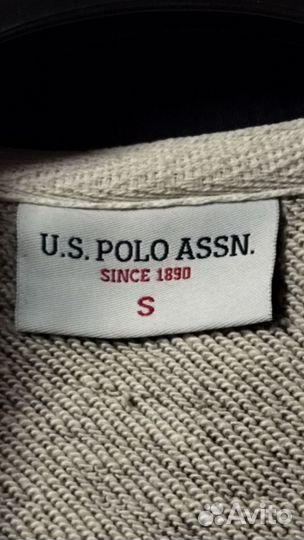 U.S. POLO ASSN.
SINCE 1890
S
Avito